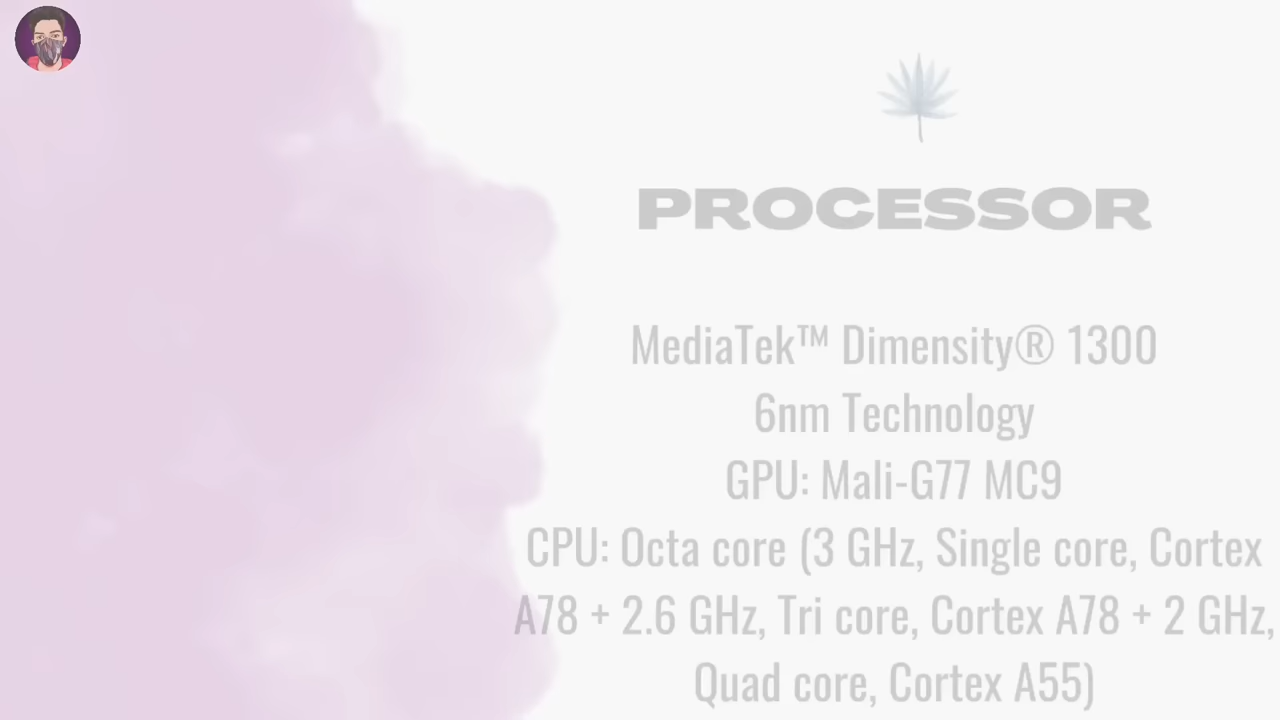 PROCESSOR
MediaTek™ Dimensity® 1300
6nm Technology
GPU: Mali-G77 MC9
CPU: Octa core (3 GHz, Single core, Cortex
A78 + 2.6 GHz, Tri core, Cortex A78 + 2 GHz,
Quad core, Cortex A55)